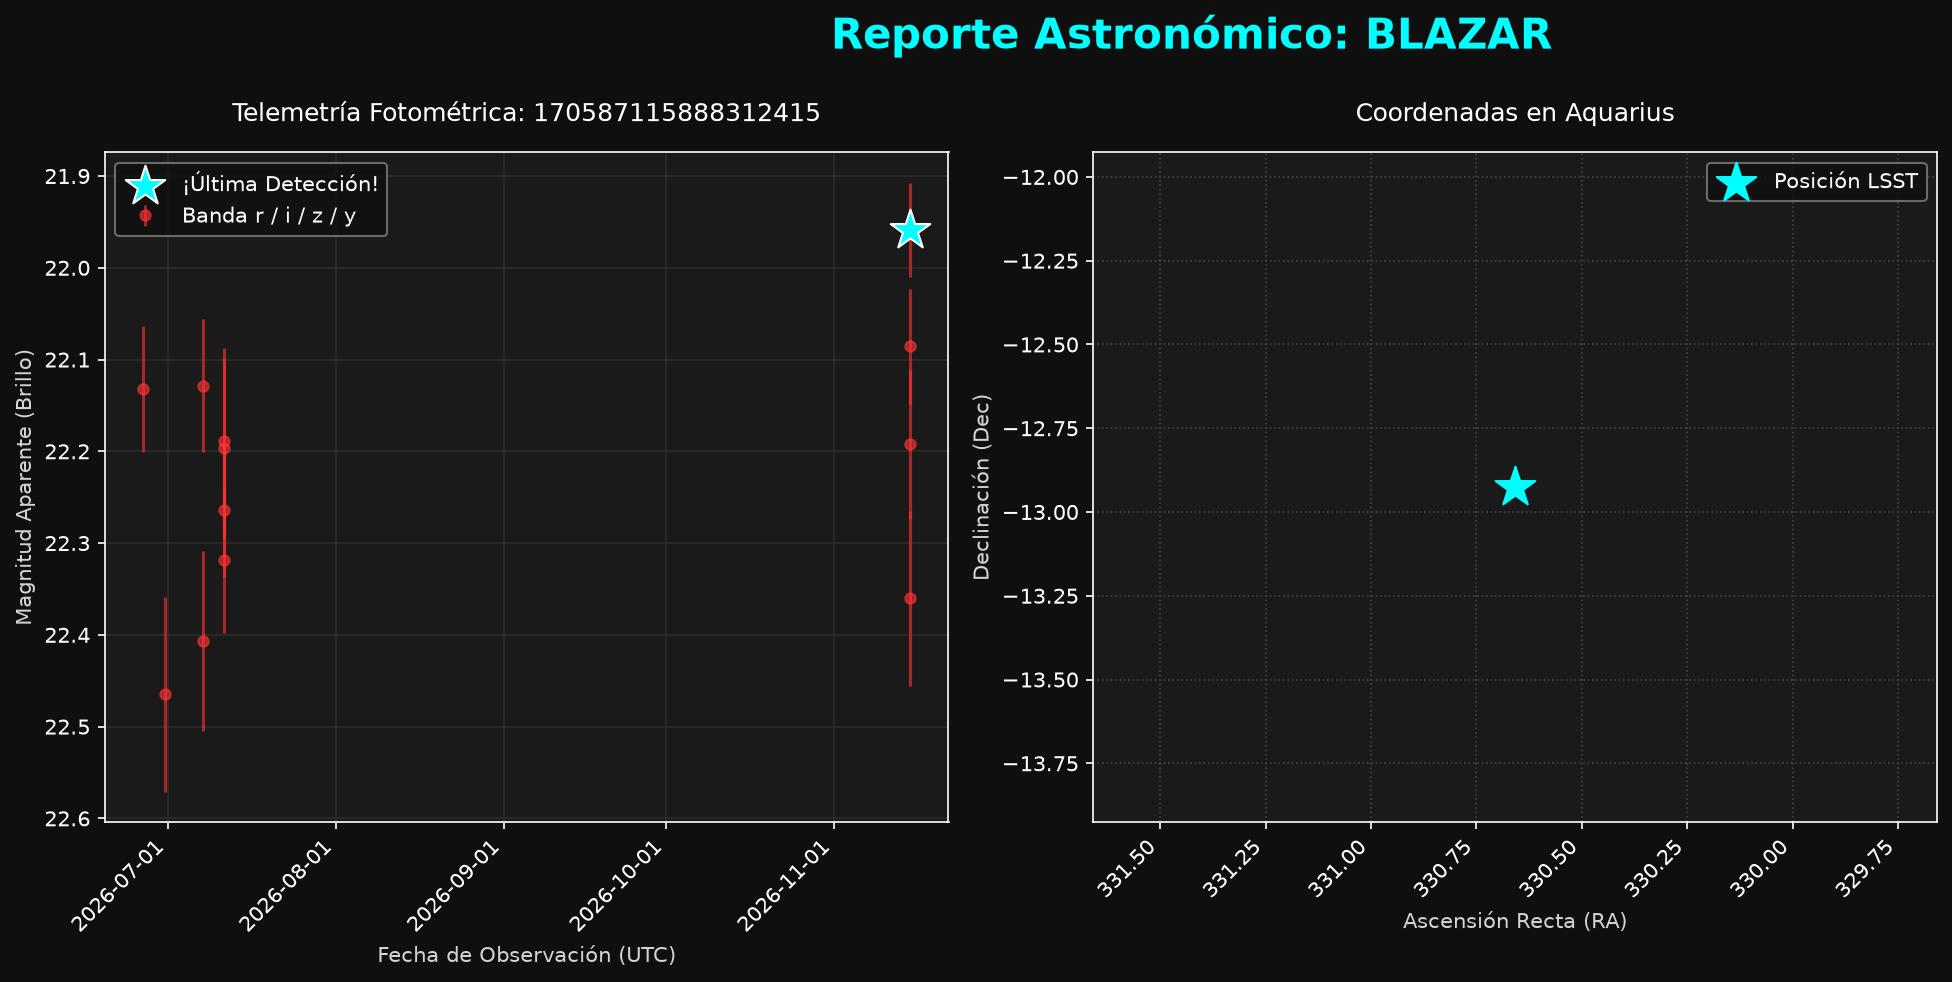 Reporte Astronómico: BLAZAR
Telemetría Fotométrica: 170587115888312415
¡Última Detección!
Banda r / i / z / y
Magnitud Aparente (Brillo)
21.9
22.0
22.1
22.2
22.3
22.4
22.5
22.6
2026-07-01
2026-08-01
2026-09-01
2026-10-01
2026-11-01
Fecha de Observación (UTC)
Coordenadas en Aquarius
Posición LSST
Declinación (Dec)
−12.00
−12.25
−12.50
−12.75
−13.00
−13.25
−13.50
−13.75
331.50
331.25
331.00
330.75
330.50
330.25
330.00
329.75
Ascensión Recta (RA)